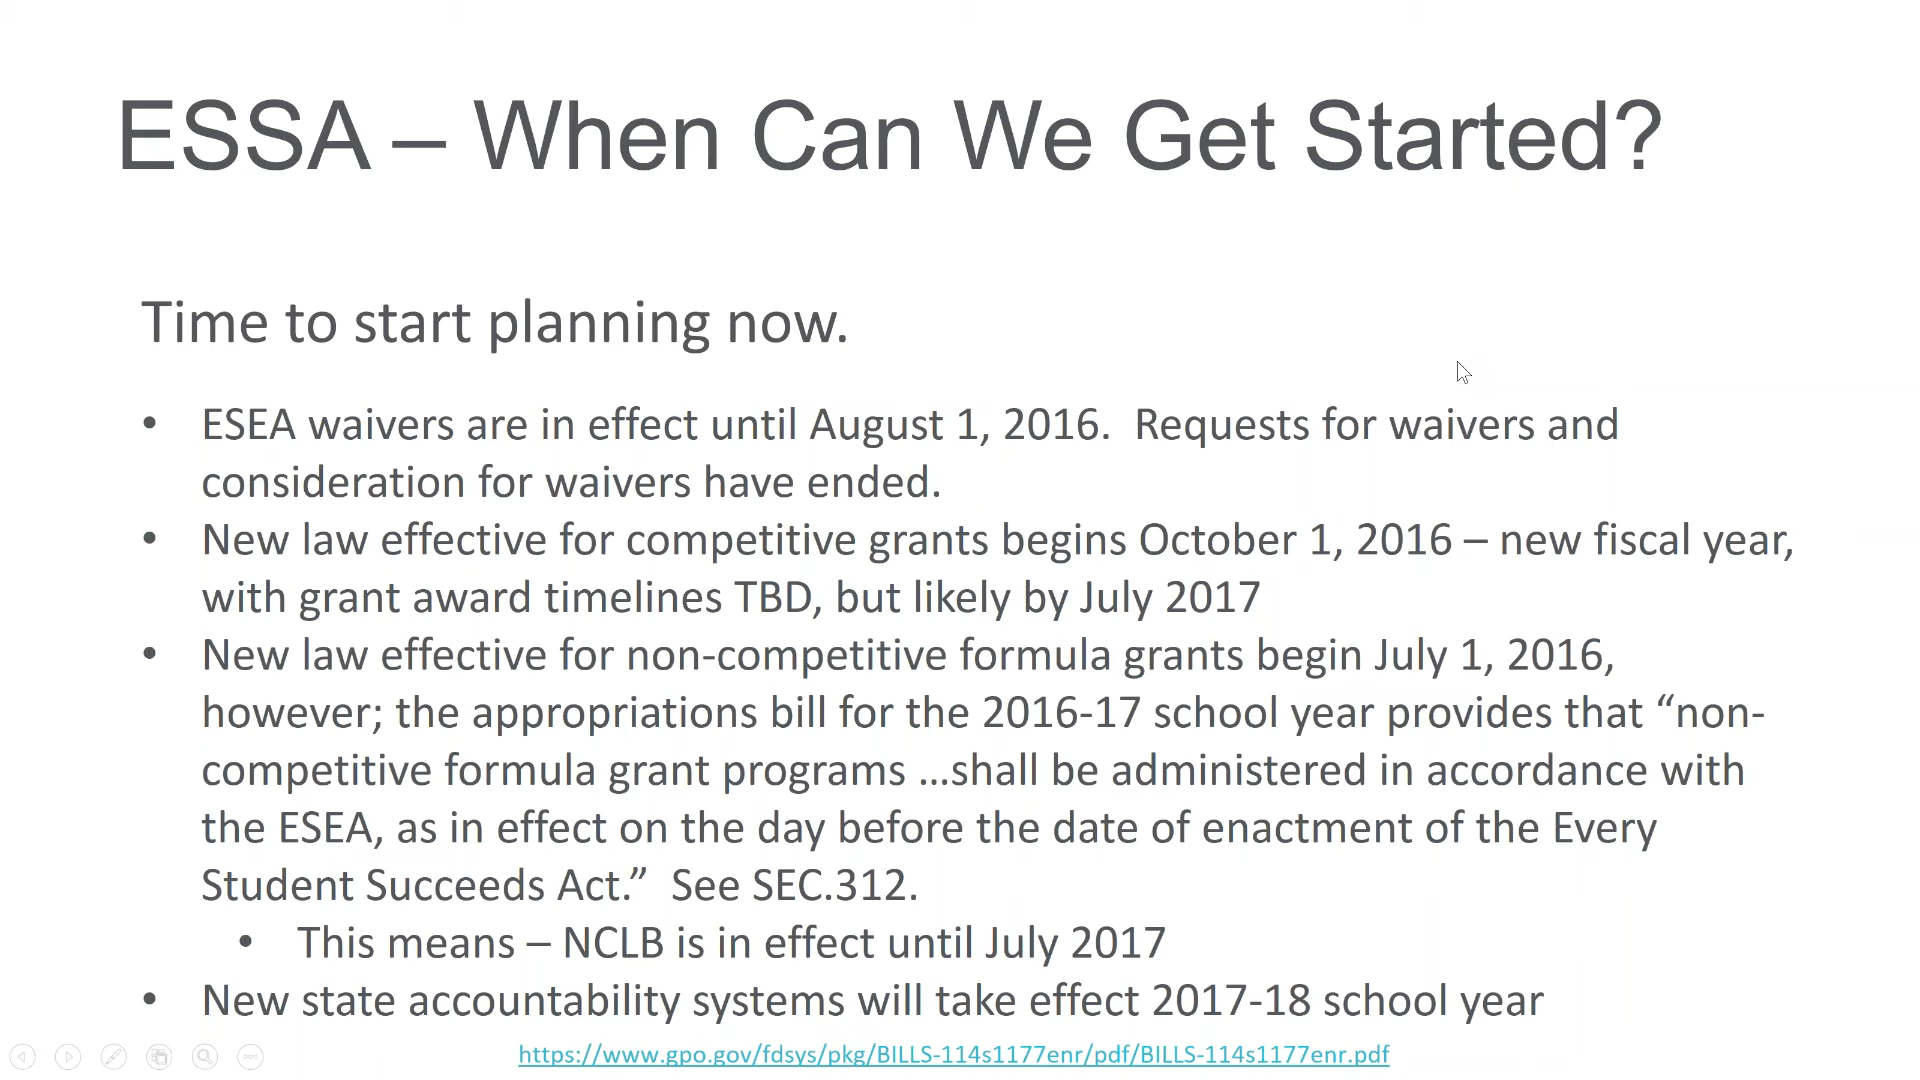 ESSA – When Can We Get Started?
Time to start planning now.
• ESEA waivers are in effect until August 1, 2016.  Requests for waivers and
consideration for waivers have ended.
• New law effective for competitive grants begins October 1, 2016 – new fiscal year,
with grant award timelines TBD, but likely by July 2017
• New law effective for non-competitive formula grants begin July 1, 2016,
however; the appropriations bill for the 2016-17 school year provides that “non-
competitive formula grant programs …shall be administered in accordance with
the ESEA, as in effect on the day before the date of enactment of the Every
Student Succeeds Act.”  See SEC.312.
• This means – NCLB is in effect until July 2017
• New state accountability systems will take effect 2017-18 school year
https://www.gpo.gov/fdsys/pkg/BILLS-114s1177enr/pdf/BILLS-114s1177enr.pdf